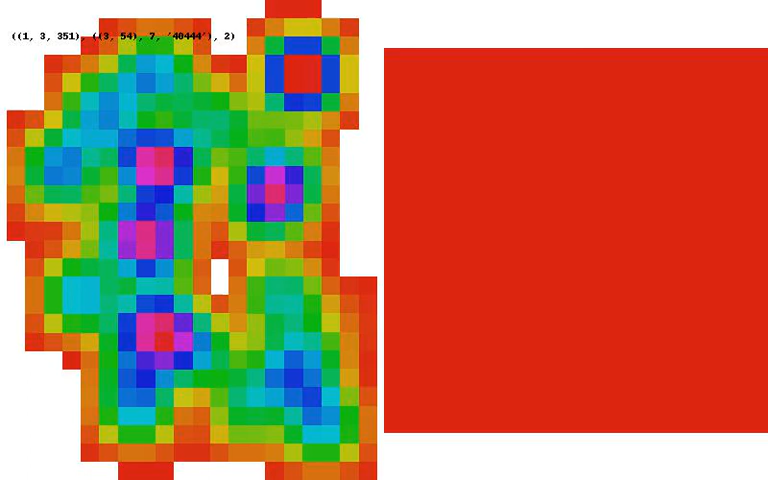 ((1, 3, 351), ((3, 54), 7, '40444'), 2)